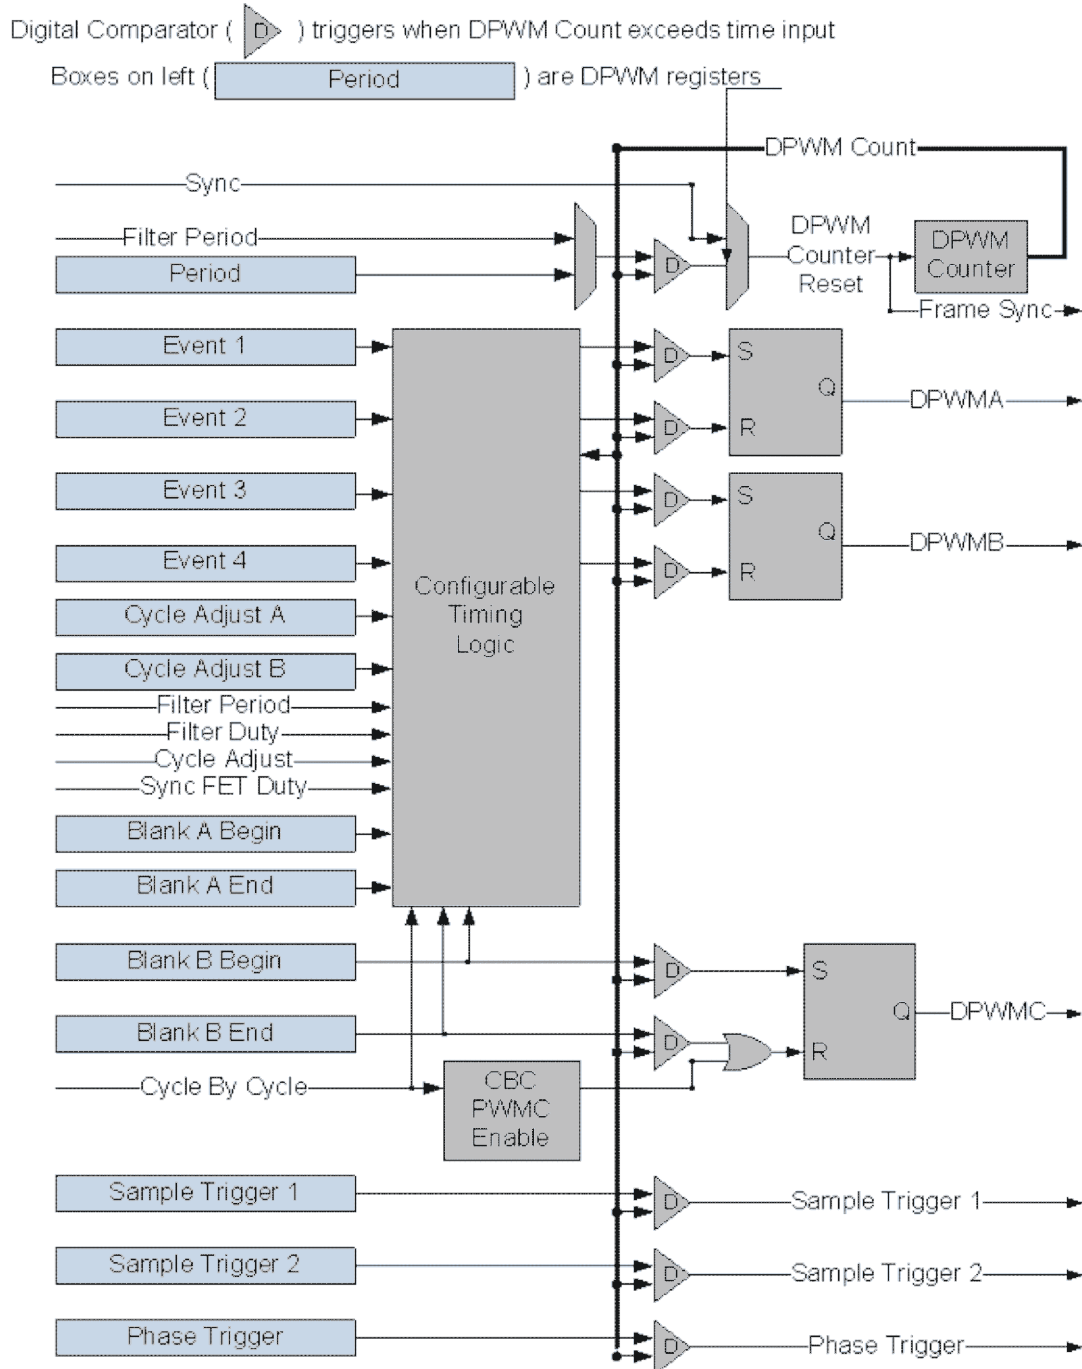 Digital Comparator ( D ) triggers when DPWM Count exceeds time input
Boxes on left ( Period ) are DPWM registers
DPWM Count
Sync
Filter Period
Period
D
DPWM
Counter
Reset
DPWM
Counter
Frame Sync
Event 1
D
S
Q
DPWMA
Event 2
D
R
Event 3
D
S
Q
DPWMB
Event 4
D
R
Configurable
Timing
Logic
Cycle Adjust A
Cycle Adjust B
Filter Period
Filter Duty
Cycle Adjust
Sync FET Duty
Blank A Begin
Blank A End
Blank B Begin
D
S
Q
DPWMC
Blank B End
D
R
Cycle By Cycle
CBC
PWMC
Enable
Sample Trigger 1
D
Sample Trigger 1
Sample Trigger 2
D
Sample Trigger 2
Phase Trigger
D
Phase Trigger